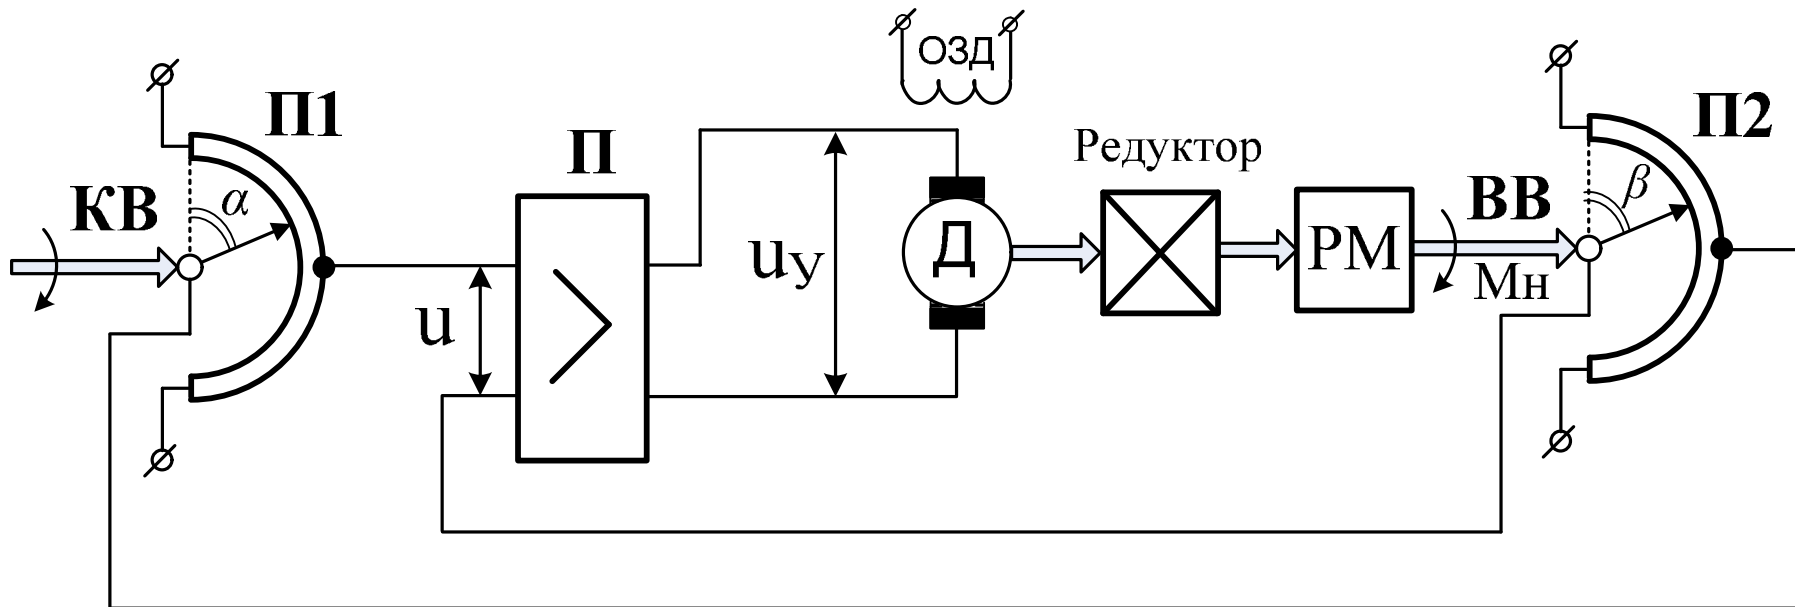 ОЗД
П1
П2
П
Редуктор
КВ
α
β
ВВ
u
uУ
Д
РМ
Мн